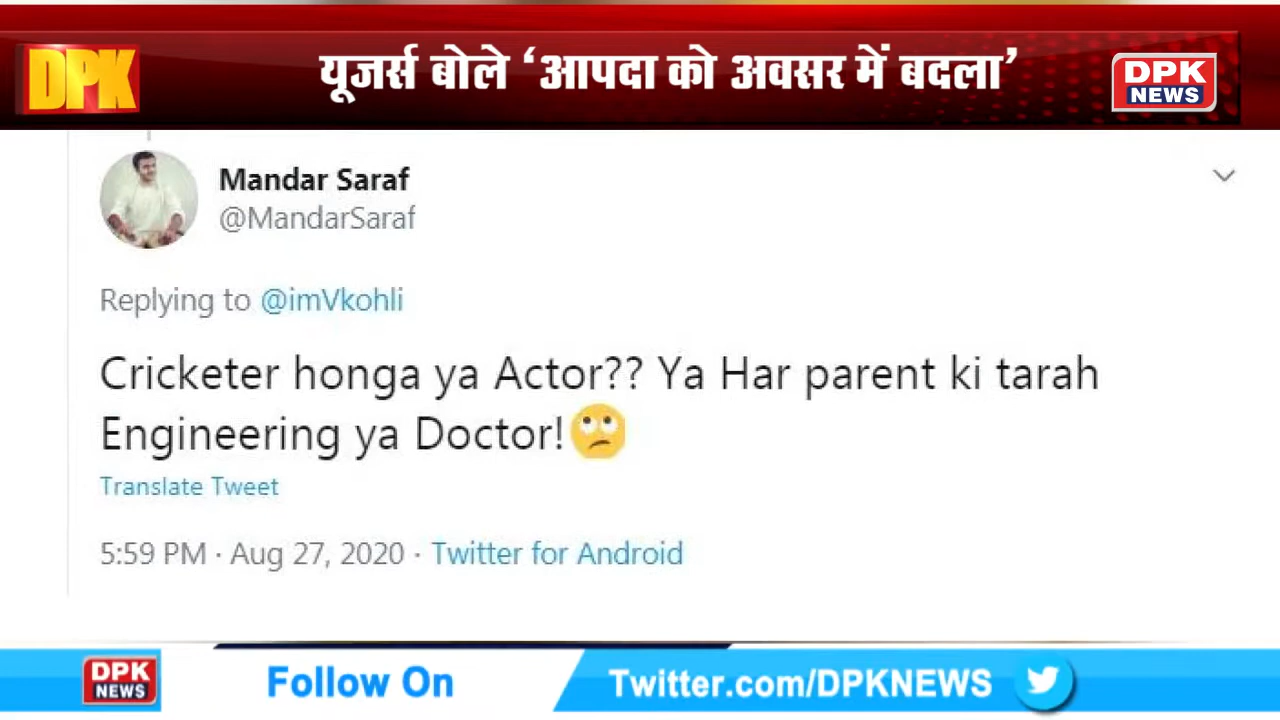 DPK
यूजर्स बोले ‘आपदा को अवसर में बदला’
DPK
NEWS
Mandar Saraf
@MandarSaraf
Replying to @imVkohli
Cricketer honga ya Actor?? Ya Har parent ki tarah
Engineering ya Doctor!🙄
Translate Tweet
5:59 PM · Aug 27, 2020 · Twitter for Android
DPK
NEWS
Follow On
Twitter.com/DPKNEWS